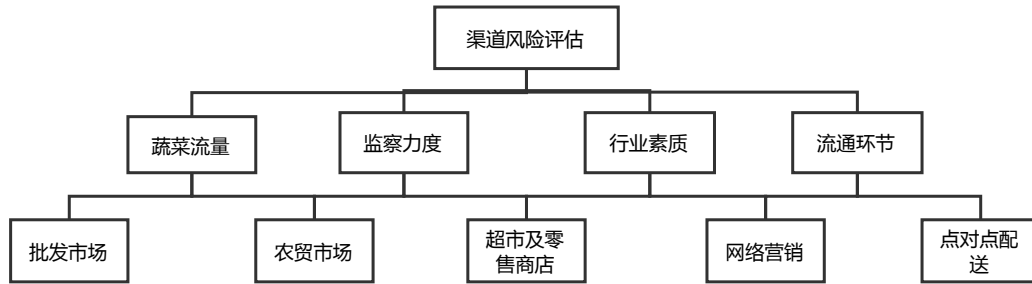 渠道风险评估
蔬菜流量
监察力度
行业素质
流通环节
批发市场
农贸市场
超市及零
售商店
网络营销
点对点配
送